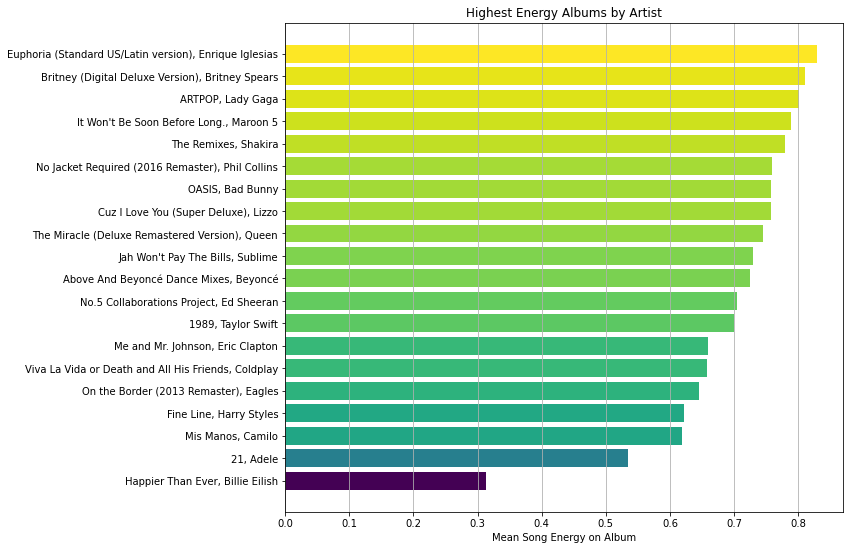 Highest Energy Albums by Artist
Euphoria (Standard US/Latin version), Enrique Iglesias
Britney (Digital Deluxe Version), Britney Spears
ARTPOP, Lady Gaga
It Won't Be Soon Before Long., Maroon 5
The Remixes, Shakira
No Jacket Required (2016 Remaster), Phil Collins
OASIS, Bad Bunny
Cuz I Love You (Super Deluxe), Lizzo
The Miracle (Deluxe Remastered Version), Queen
Jah Won't Pay The Bills, Sublime
Above And Beyoncé Dance Mixes, Beyoncé
No.5 Collaborations Project, Ed Sheeran
1989, Taylor Swift
Me and Mr. Johnson, Eric Clapton
Viva La Vida or Death and All His Friends, Coldplay
On the Border (2013 Remaster), Eagles
Fine Line, Harry Styles
Mis Manos, Camilo
21, Adele
Happier Than Ever, Billie Eilish
0.0 0.1 0.2 0.3 0.4 0.5 0.6 0.7 0.8
Mean Song Energy on Album